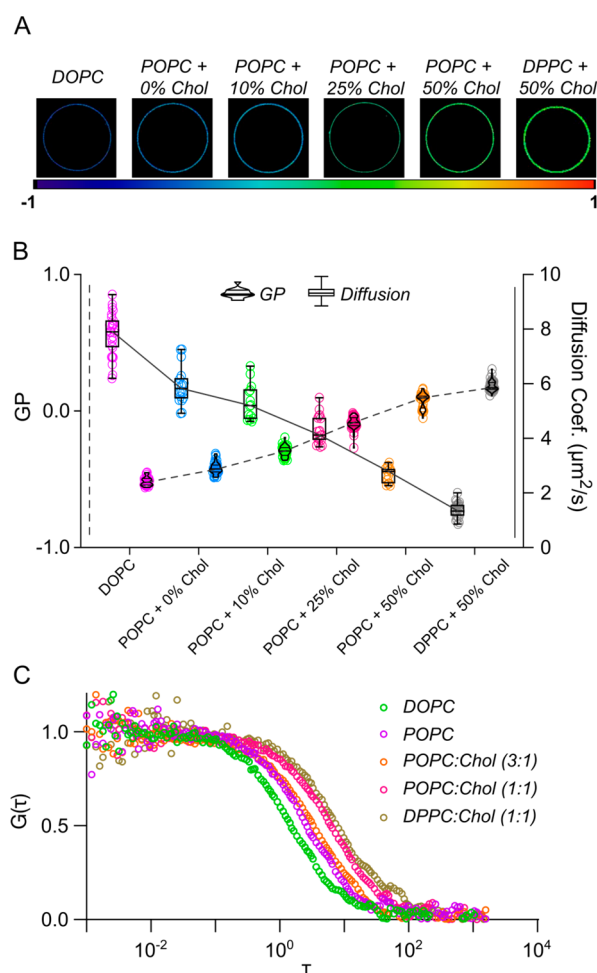 A
DOPC
POPC +
0% Chol
POPC +
10% Chol
POPC +
25% Chol
POPC +
50% Chol
DPPC +
50% Chol
-1
1
B
GP
Diffusion
1.0
0.0
-1.0
GP
10
8
6
4
2
0
Diffusion Coef. (µm²/s)
DOPC
POPC + 0% Chol
POPC + 10% Chol
POPC + 25% Chol
POPC + 50% Chol
DPPC + 50% Chol
C
DOPC
POPC
POPC:Chol (3:1)
POPC:Chol (1:1)
DPPC:Chol (1:1)
1.0
0.5
0.0
G(τ)
10⁻²
10⁰
10²
10⁴